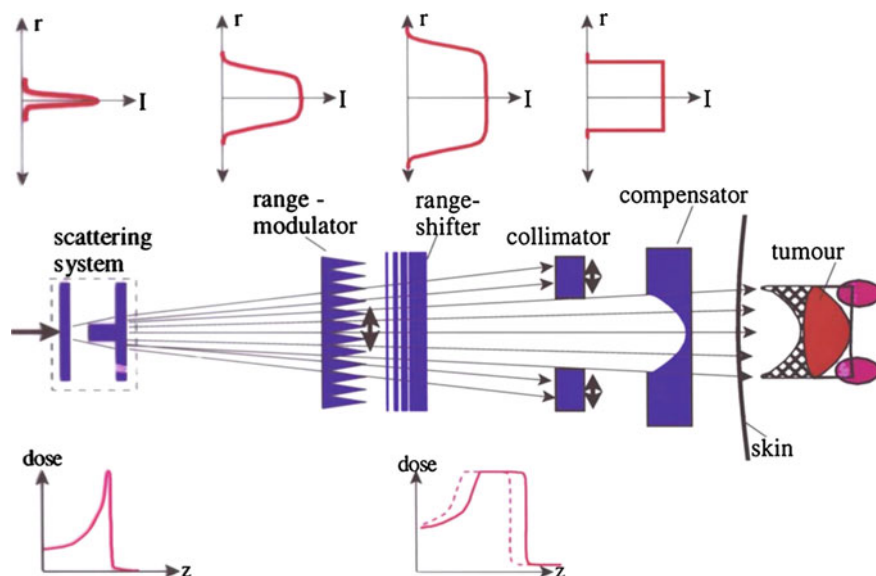 r
r
r
r
I
I
I
I
range -
modulator
range-
shifter
compensator
scattering
system
collimator
tumour
skin
dose
z
dose
z